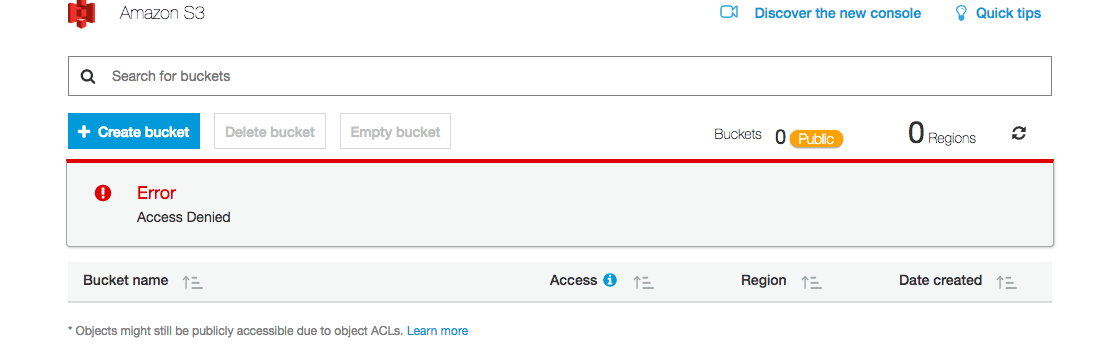 Amazon S3 Discover the new console Quick tips
Search for buckets
Create bucket Delete bucket Empty bucket Buckets 0 Public 0 Regions
Error
Access Denied
Bucket name Access Region Date created
* Objects might still be publicly accessible due to object ACLs. Learn more